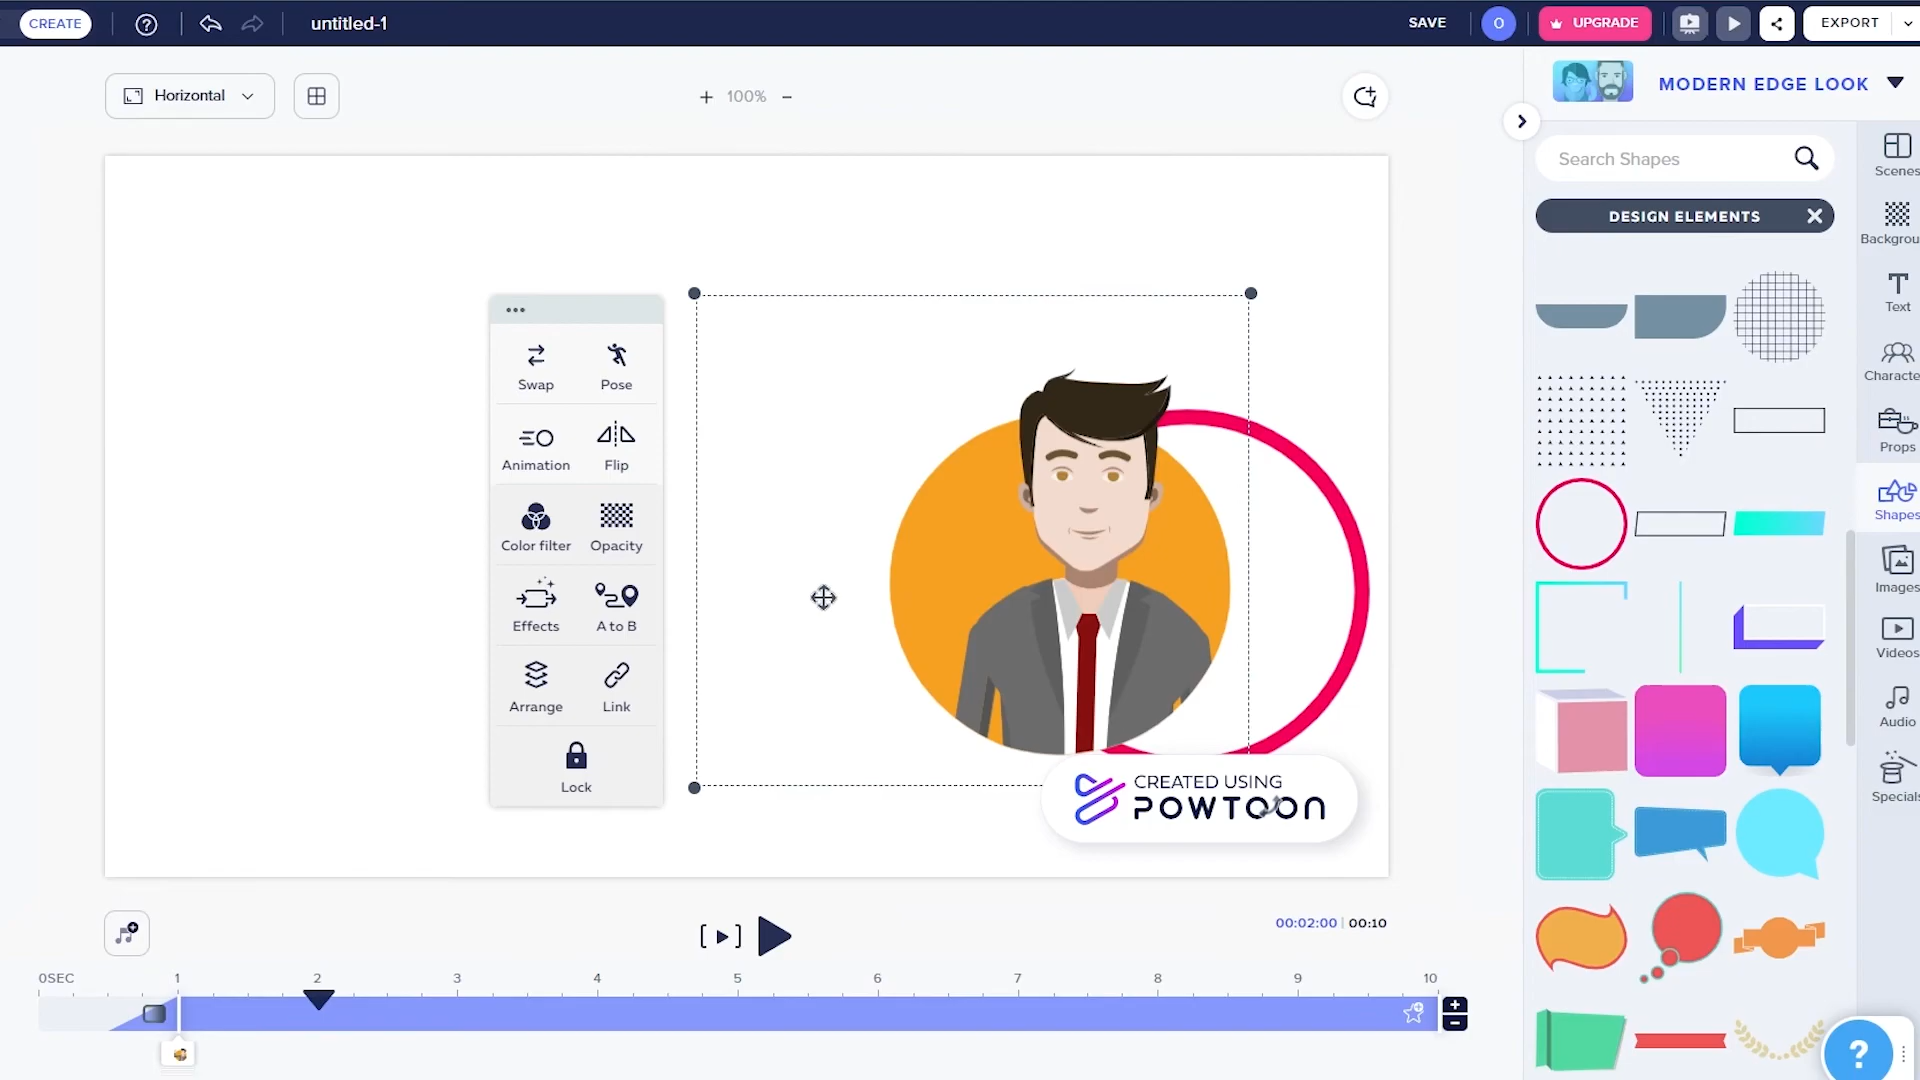 CREATE
?
untitled-1
SAVE
O
UPGRADE
EXPORT
Horizontal
+ 100% −
MODERN EDGE LOOK
Search Shapes
DESIGN ELEMENTS
Scenes
Backgrou
Text
Characte
Props
Shapes
Images
Videos
Audio
Specials
Swap
Pose
Animation
Flip
Color filter
Opacity
Effects
A to B
Arrange
Link
Lock
CREATED USING
POWTOON
00:02:00 | 00:10
0SEC 1 2 3 4 5 6 7 8 9 10
?